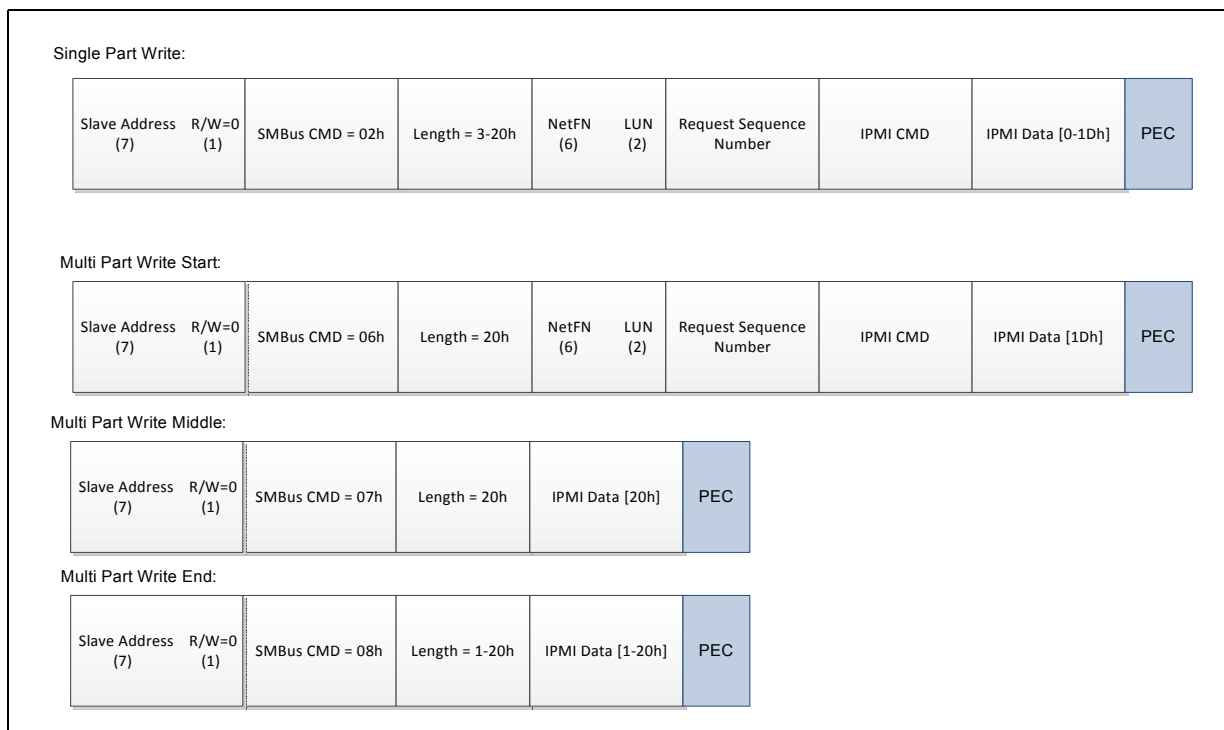 Single Part Write:
Slave Address R/W=0
(7) (1)
SMBus CMD = 02h
Length = 3-20h
NetFN LUN
(6) (2)
Request Sequence
Number
IPMI CMD
IPMI Data [0-1Dh]
PEC
Multi Part Write Start:
Slave Address R/W=0
(7) (1)
SMBus CMD = 06h
Length = 20h
NetFN LUN
(6) (2)
Request Sequence
Number
IPMI CMD
IPMI Data [1Dh]
PEC
Multi Part Write Middle:
Slave Address R/W=0
(7) (1)
SMBus CMD = 07h
Length = 20h
IPMI Data [20h]
PEC
Multi Part Write End:
Slave Address R/W=0
(7) (1)
SMBus CMD = 08h
Length = 1-20h
IPMI Data [1-20h]
PEC